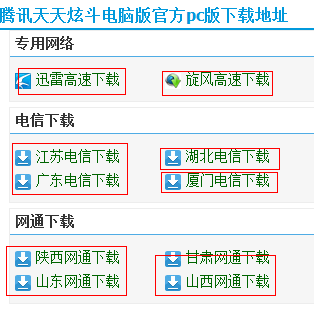 腾讯天天炫斗电脑版官方pc版下载地址
专用网络
迅雷高速下载 旋风高速下载
电信下载
江苏电信下载 湖北电信下载
广东电信下载 厦门电信下载
网通下载
陕西网通下载 甘肃网通下载
山东网通下载 山西网通下载